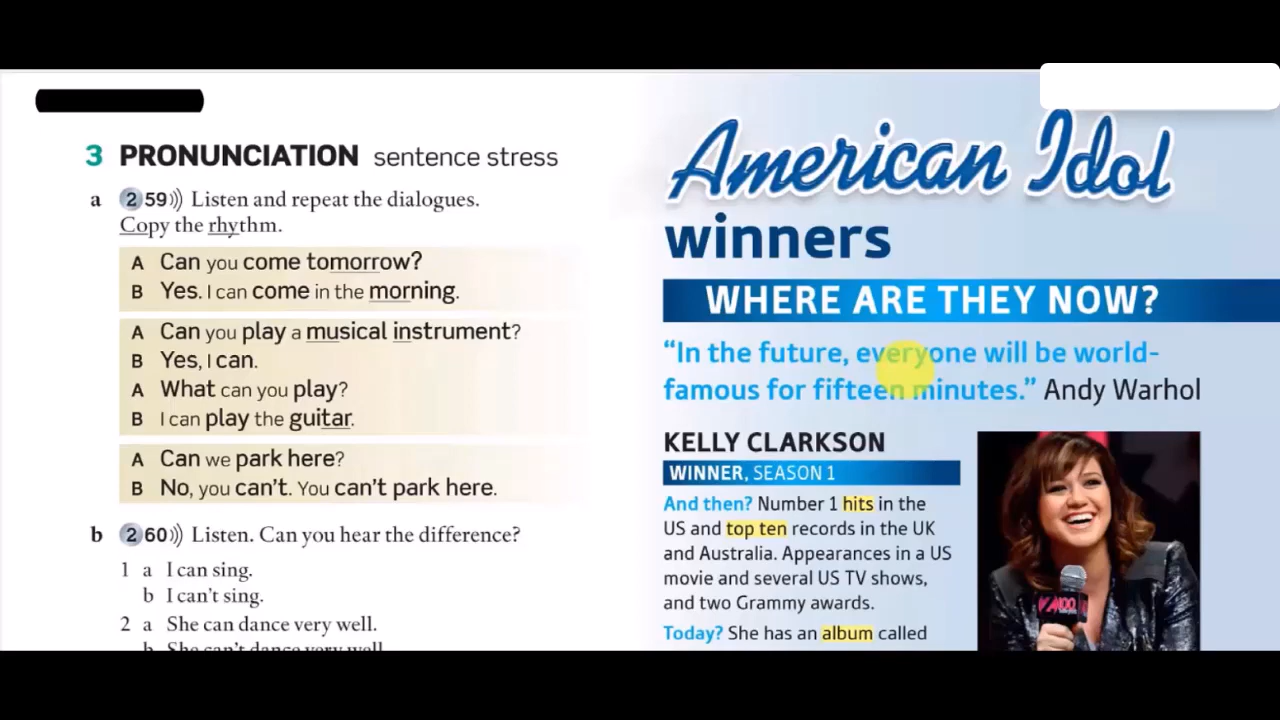 3 PRONUNCIATION sentence stress
a 2 59 Listen and repeat the dialogues.
Copy the rhythm.
A Can you come tomorrow?
B Yes. I can come in the morning.
A Can you play a musical instrument?
B Yes, I can.
A What can you play?
B I can play the guitar.
A Can we park here?
B No, you can't. You can't park here.
b 2 60 Listen. Can you hear the difference?
1 a I can sing.
b I can't sing.
2 a She can dance very well.
b She can't dance very well.
American Idol
winners
WHERE ARE THEY NOW?
“In the future, everyone will be world-
famous for fifteen minutes.” Andy Warhol
KELLY CLARKSON
WINNER, SEASON 1
And then? Number 1 hits in the
US and top ten records in the UK
and Australia. Appearances in a US
movie and several US TV shows,
and two Grammy awards.
Today? She has an album called